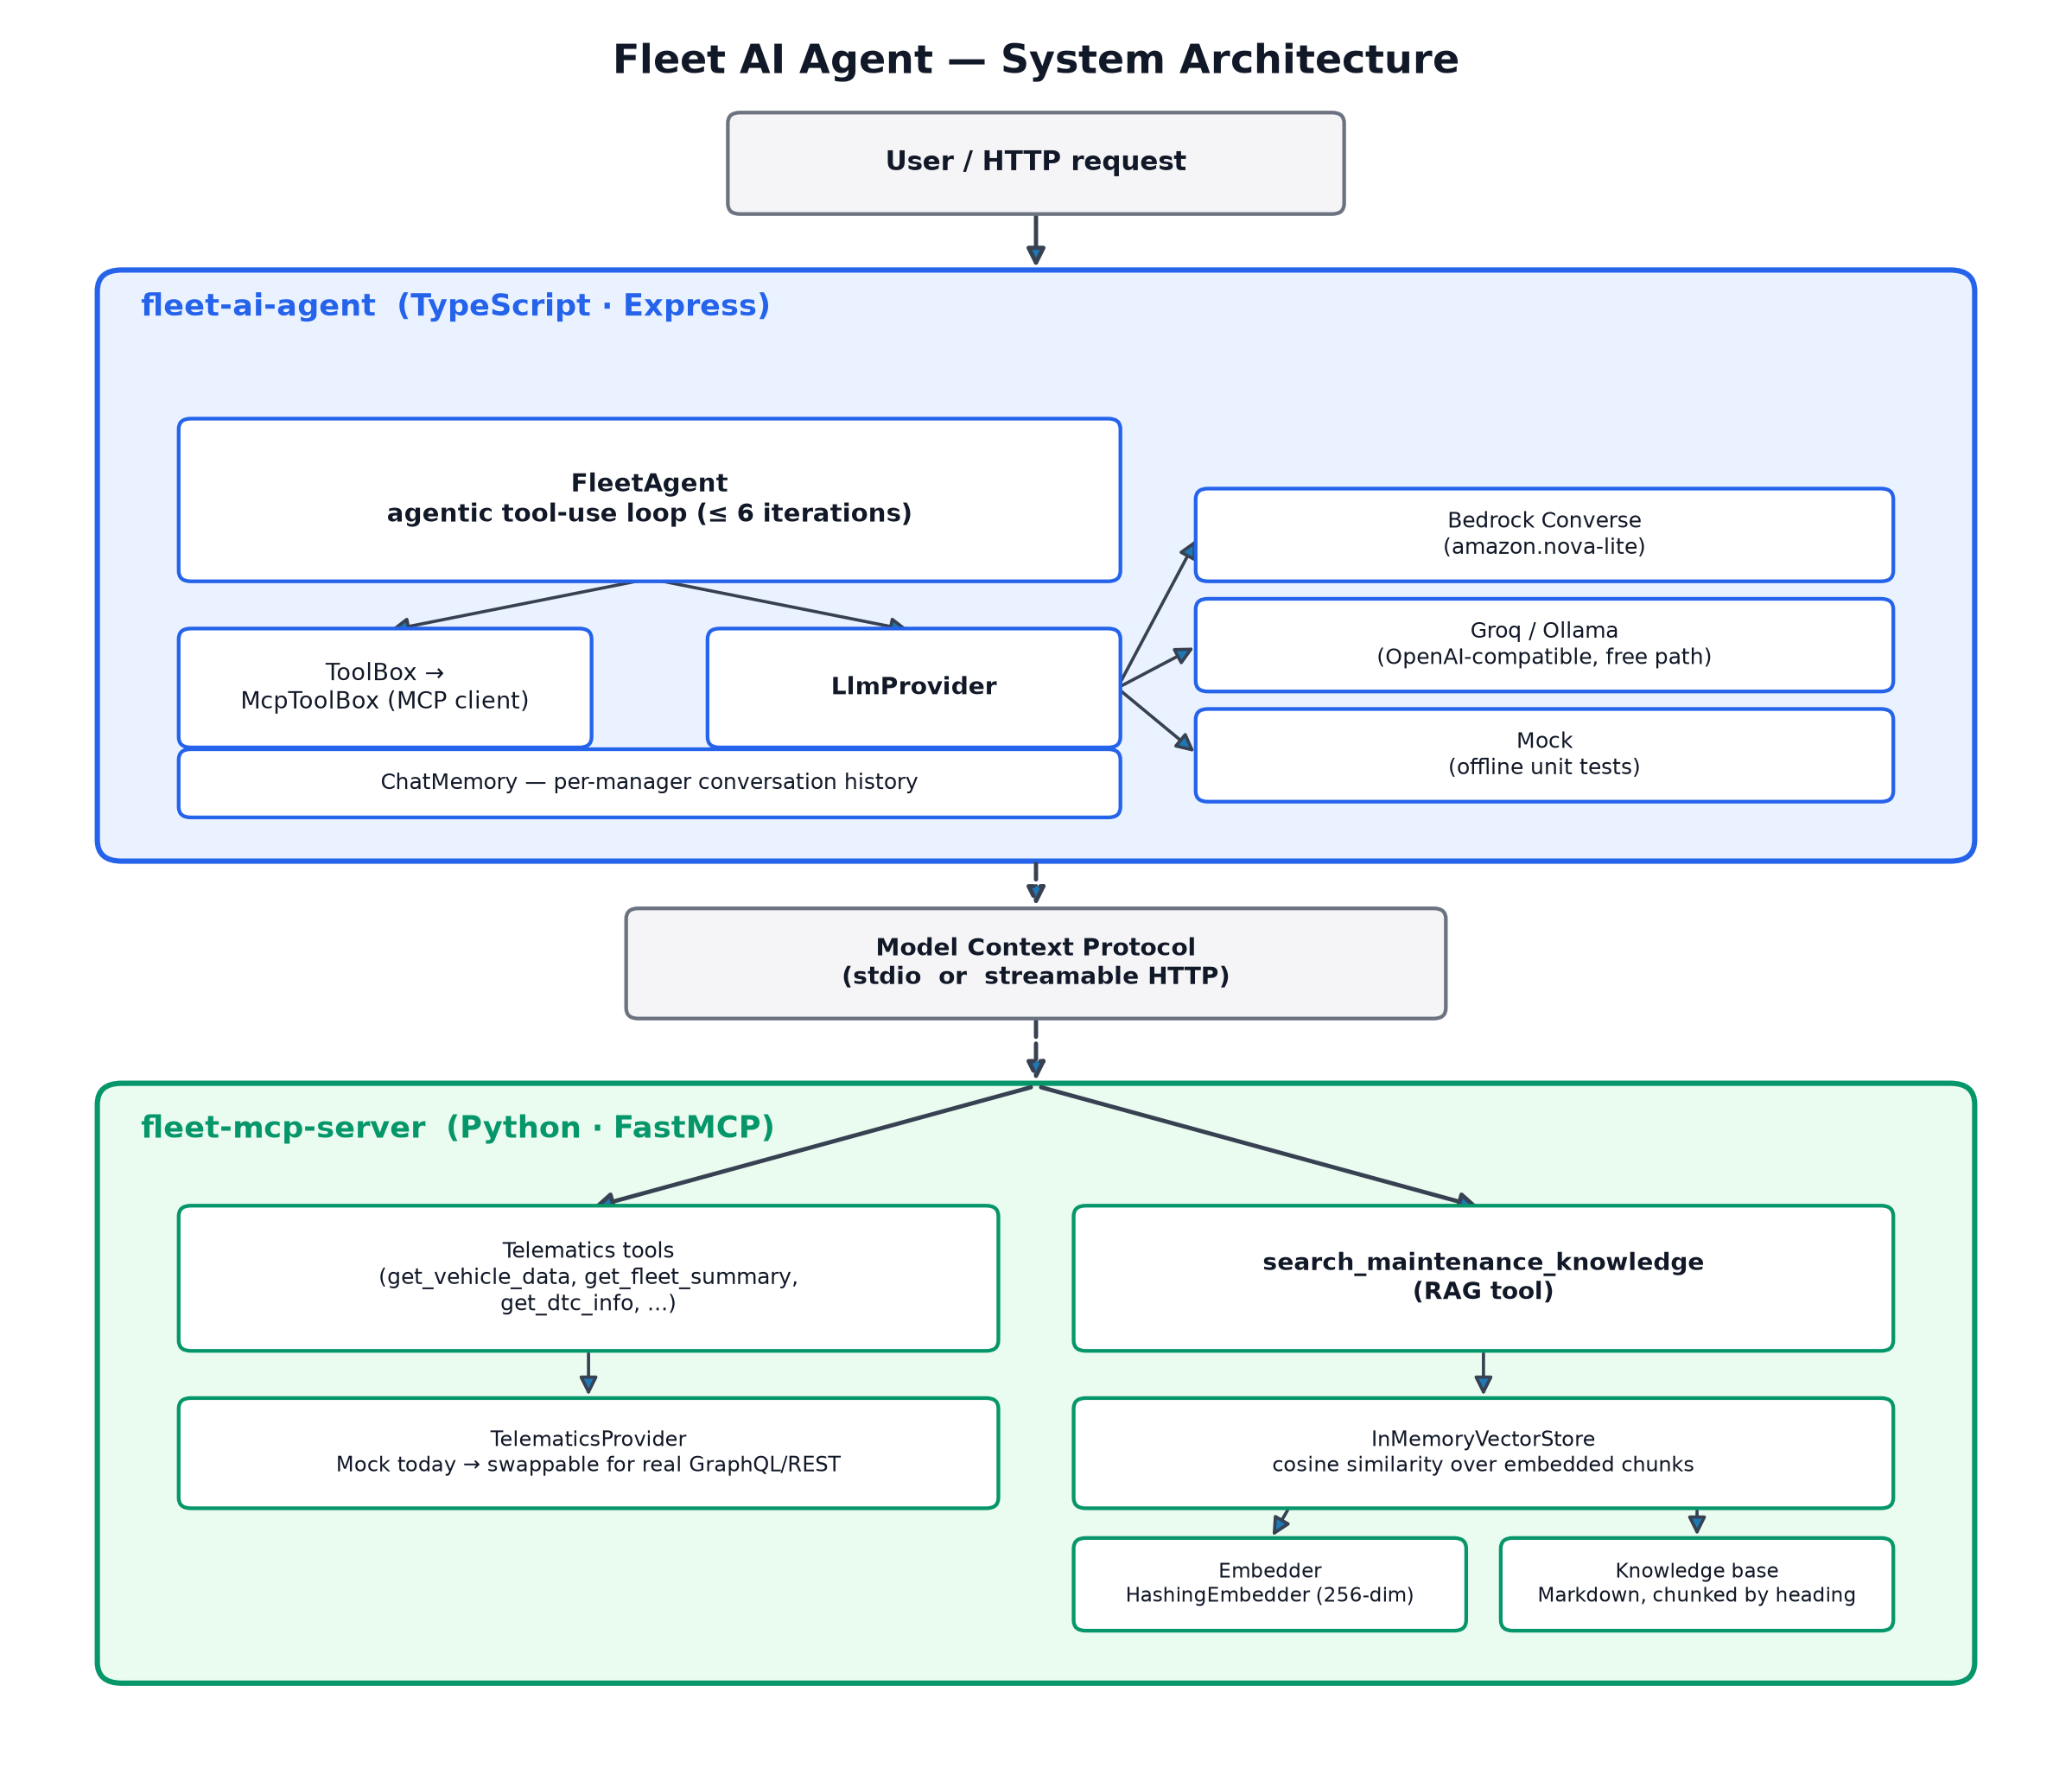 Fleet AI Agent — System Architecture
User / HTTP request
fleet-ai-agent  (TypeScript · Express)
FleetAgent
agentic tool-use loop (≤ 6 iterations)
Bedrock Converse
(amazon.nova-lite)
Groq / Ollama
(OpenAI-compatible, free path)
Mock
(offline unit tests)
ToolBox →
McpToolBox (MCP client)
LlmProvider
ChatMemory — per-manager conversation history
Model Context Protocol
(stdio  or  streamable HTTP)
fleet-mcp-server  (Python · FastMCP)
Telematics tools
(get_vehicle_data, get_fleet_summary,
get_dtc_info, ...)
search_maintenance_knowledge
(RAG tool)
TelematicsProvider
Mock today → swappable for real GraphQL/REST
InMemoryVectorStore
cosine similarity over embedded chunks
Embedder
HashingEmbedder (256-dim)
Knowledge base
Markdown, chunked by heading